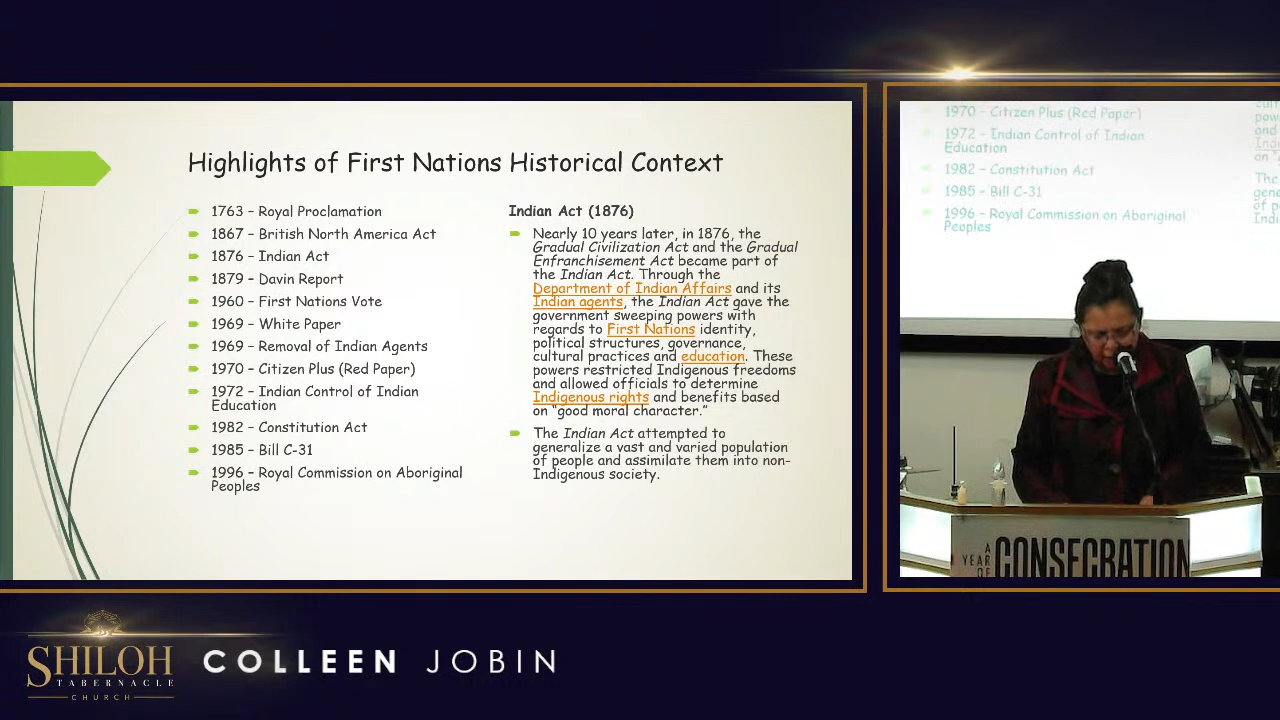 Highlights of First Nations Historical Context
1763 – Royal Proclamation
1867 – British North America Act
1876 – Indian Act
1879 – Davin Report
1960 – First Nations Vote
1969 – White Paper
1969 – Removal of Indian Agents
1970 – Citizen Plus (Red Paper)
1972 – Indian Control of Indian
Education
1982 – Constitution Act
1985 – Bill C-31
1996 – Royal Commission on Aboriginal
Peoples
Indian Act (1876)
Nearly 10 years later, in 1876, the
Gradual Civilization Act and the Gradual
Enfranchisement Act became part of
the Indian Act. Through the
Department of Indian Affairs and its
Indian agents, the Indian Act gave the
government sweeping powers with
regards to First Nations identity,
political structures, governance,
cultural practices and education. These
powers restricted Indigenous freedoms
and allowed officials to determine
Indigenous rights and benefits based
on “good moral character.”
The Indian Act attempted to
generalize a vast and varied population
of people and assimilate them into non-
Indigenous society.
1970 – Citizen Plus (Red Paper)
1972 – Indian Control of Indian
Education
1982 – Constitution Act
1985 – Bill C-31
1996 – Royal Commission on Aboriginal
Peoples
and
The
A
YEAR
OF
CONSECRATION
SHILOH
TABERNACLE
CHURCH
COLLEEN JOBIN